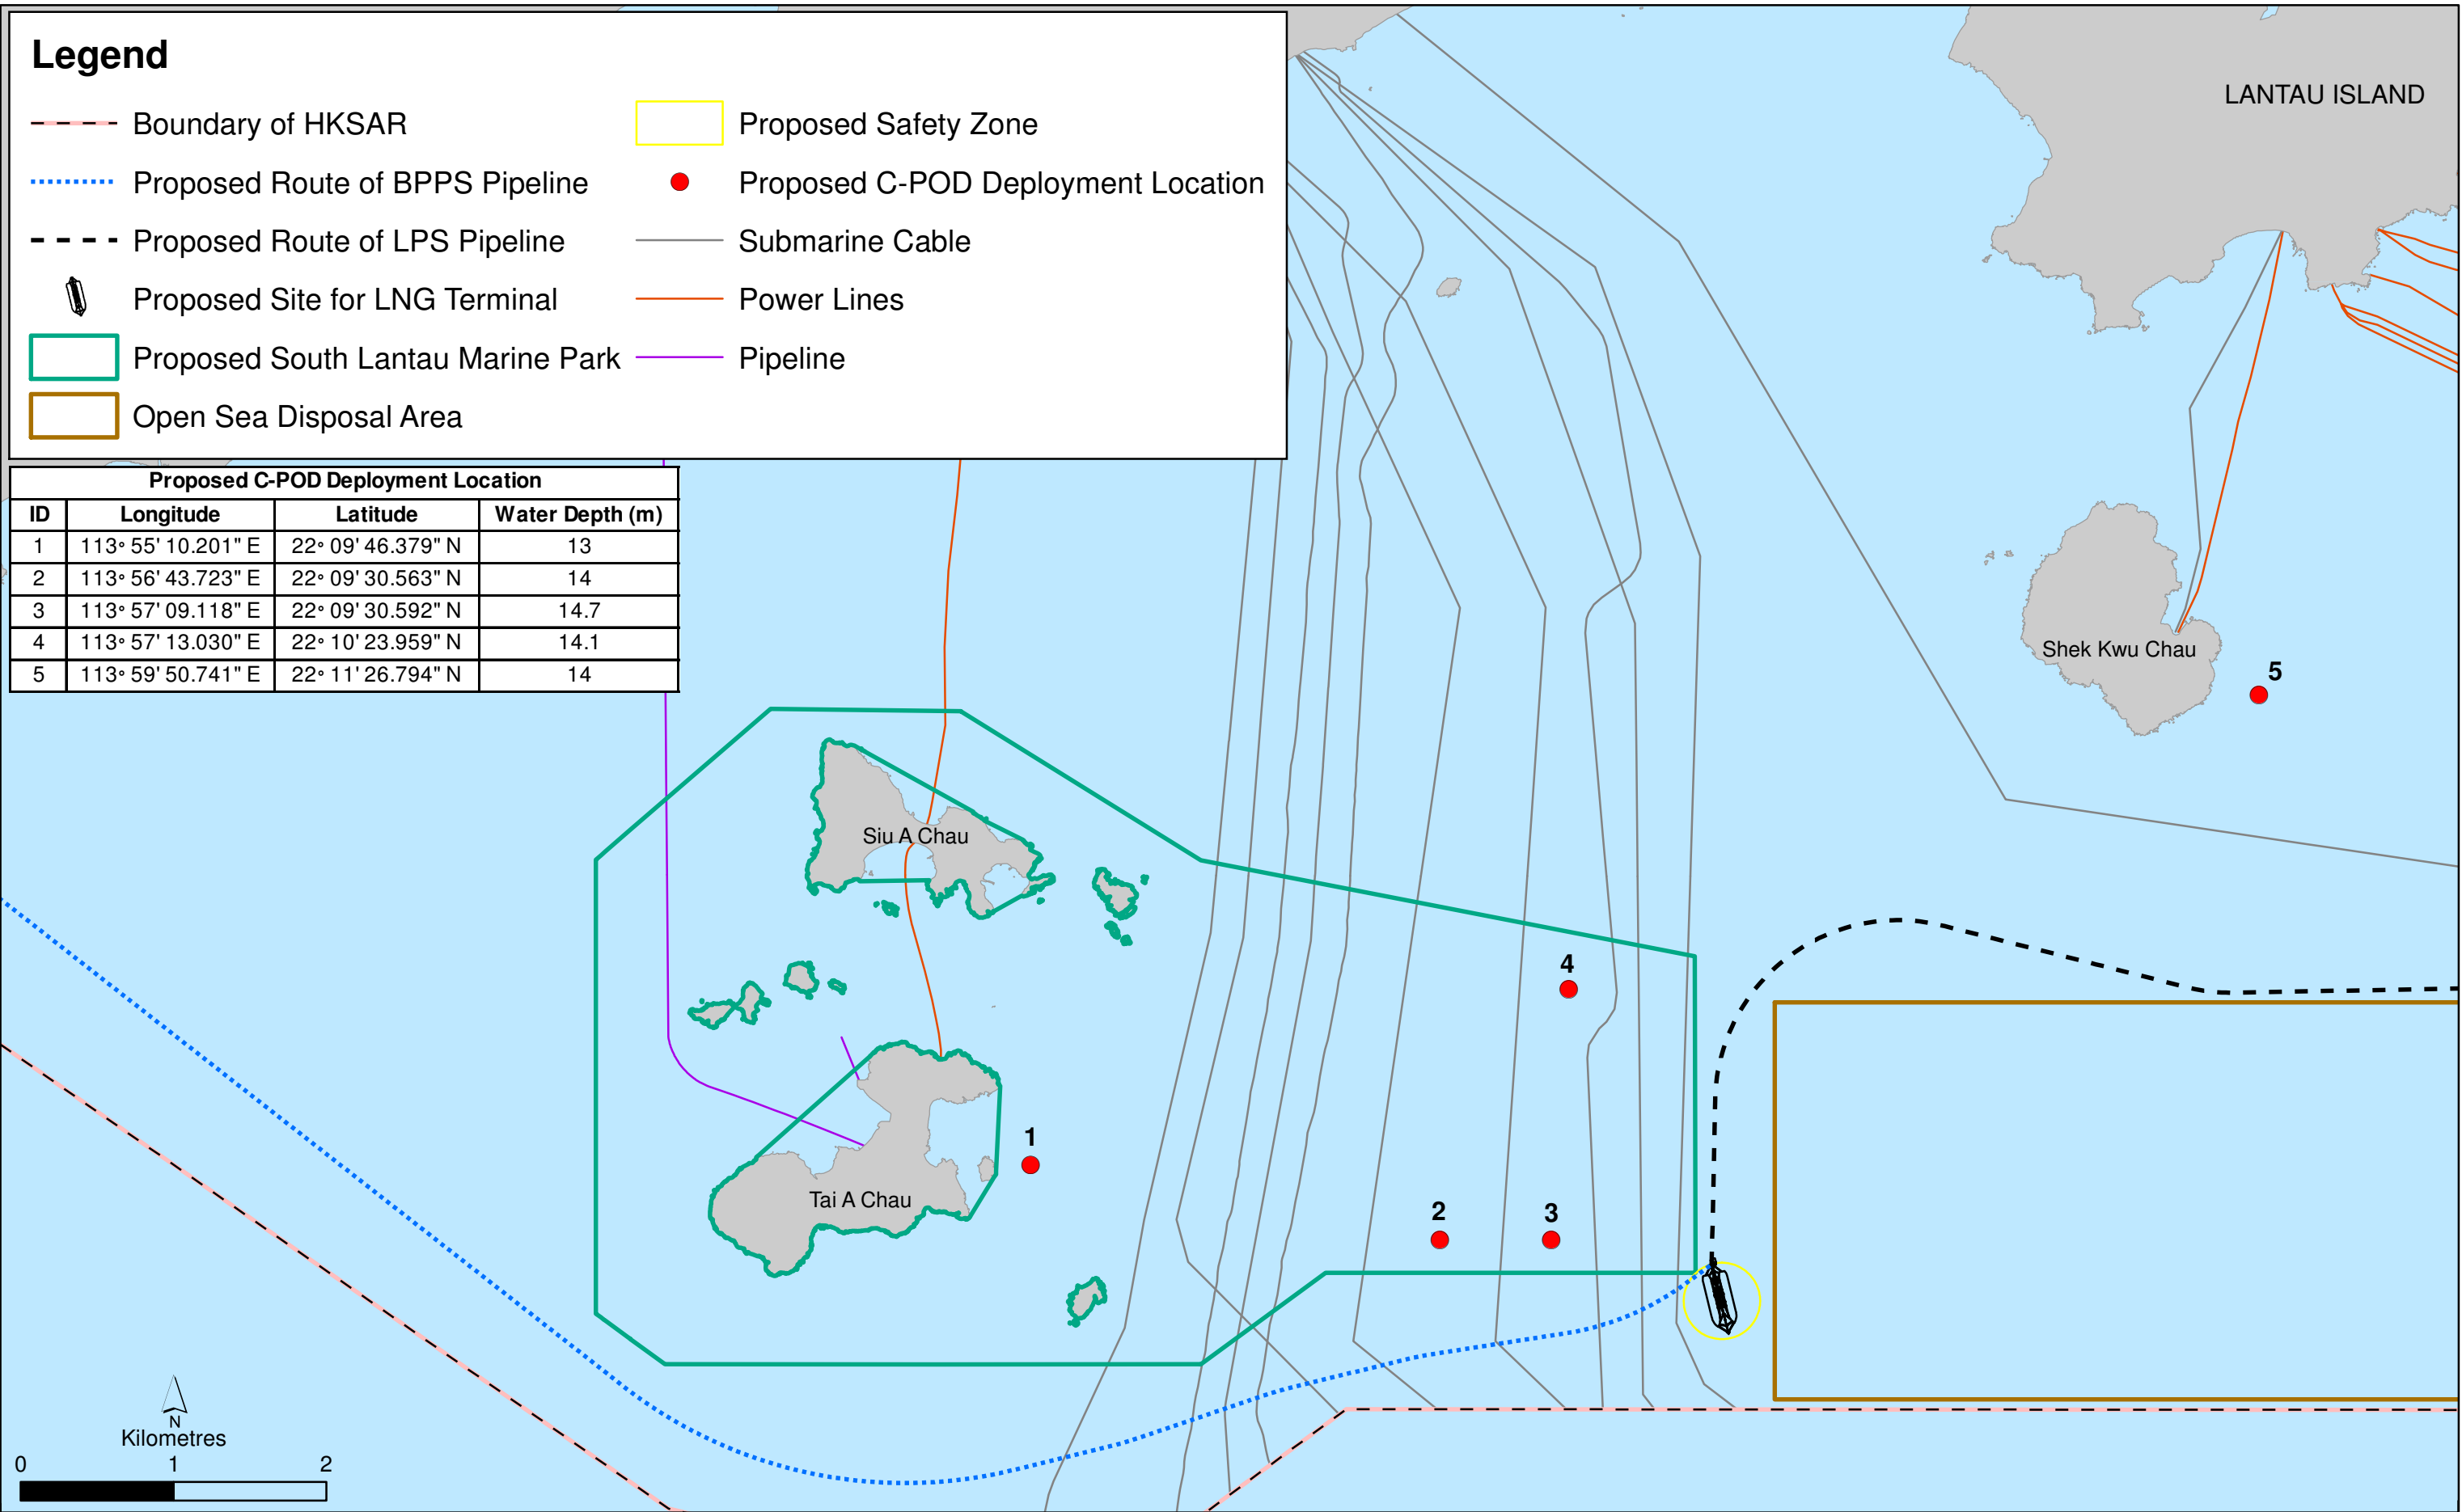 Legend
Boundary of HKSAR
Proposed Route of BPPS Pipeline
Proposed Route of LPS Pipeline
Proposed Site for LNG Terminal
Proposed South Lantau Marine Park
Open Sea Disposal Area
Proposed Safety Zone
Proposed C-POD Deployment Location
Submarine Cable
Power Lines
Pipeline
LANTAU ISLAND
Proposed C-POD Deployment Location
ID Longitude Latitude Water Depth (m)
1 113° 55' 10.201" E 22° 09' 46.379" N 13
2 113° 56' 43.723" E 22° 09' 30.563" N 14
3 113° 57' 09.118" E 22° 09' 30.592" N 14.7
4 113° 57' 13.030" E 22° 10' 23.959" N 14.1
5 113° 59' 50.741" E 22° 11' 26.794" N 14
Shek Kwu Chau
5
Siu A Chau
4
1
Tai A Chau
2
3
N
Kilometres
0 1 2